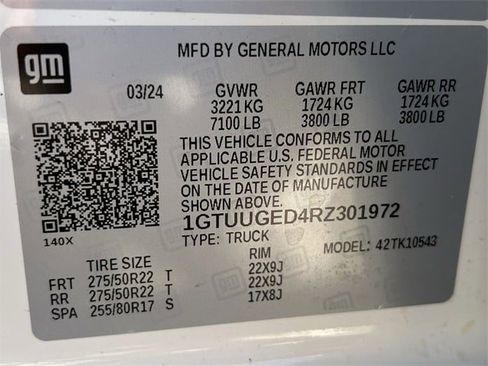 gm
MFD BY GENERAL MOTORS LLC
03/24 GVWR GAWR FRT GAWR RR
3221 KG 1724 KG 1724 KG
7100 LB 3800 LB 3800 LB
THIS VEHICLE CONFORMS TO ALL
APPLICABLE U.S. FEDERAL MOTOR
VEHICLE SAFETY STANDARDS IN EFFECT
ON THE DATE OF MANUFACTURE
SHOWN ABOVE.
1GTUUGED4RZ301972
140X TYPE: TRUCK MODEL: 42TK10543
TIRE SIZE RIM
FRT 275/50R22 T 22X9J
RR 275/50R22 T 22X9J
SPA 255/80R17 S 17X8J